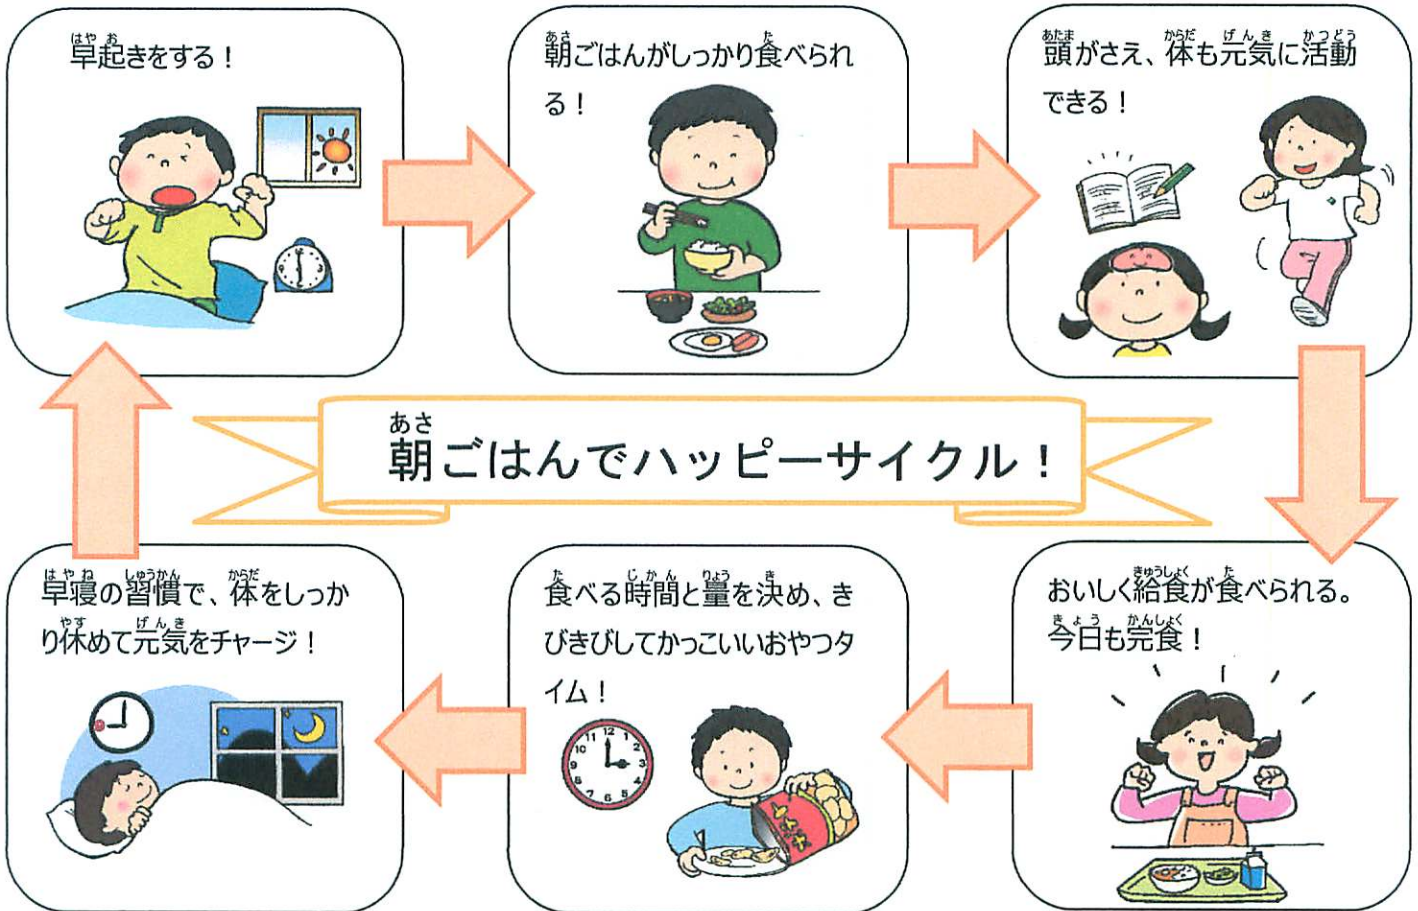 早起きをする！
朝ごはんがしっかり食べられ
る！
頭がさえ、体も元気に活動
できる！
朝ごはんでハッピーサイクル！
おいしく給食が食べられる。
今日も完食！
食べる時間と量を決め、き
びきびしてかっこいいおやつタ
イム！
早寝の習慣で、体をしっか
り休めて元気をチャージ！